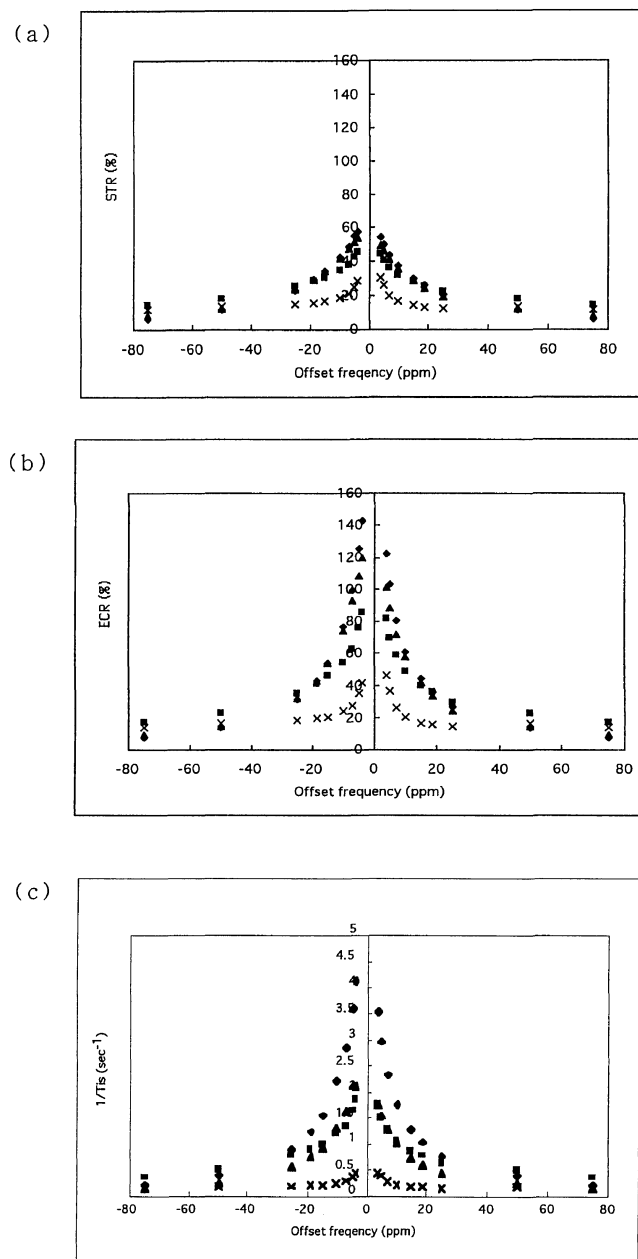 (a)
160
140
120
100
80
60
40
20
0
STR (%)
-80 -60 -40 -20 0 20 40 60 80
Offset freqency (ppm)
(b)
160
140
120
100
80
60
40
20
0
ECR (%)
-80 -60 -40 -20 0 20 40 60 80
Offset frequency (ppm)
(c)
5
4.5
4
3.5
3
2.5
2
1.5
1
0.5
0
1/Tis (sec⁻¹)
-80 -60 -40 -20 0 20 40 60 80
Offset freqency (ppm)